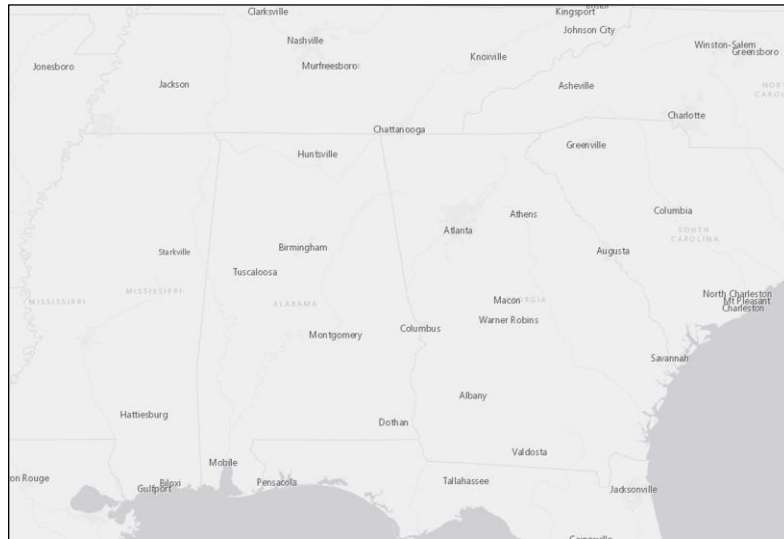 Clarksville
Kingsport
Johnson City
Nashville
Winston-Salem
Greensboro
Knoxville
Jonesboro
Murfreesboro
Jackson
Asheville
Charlotte
Chattanooga
Greenville
Huntsville
Columbia
Athens
Atlanta
SOUTH
CAROLINA
Birmingham
Starkville
Augusta
Tuscaloosa
MISSISSIPPI
North Charleston
Mt Pleasant
Charleston
MISSISSIPPI
ALABAMA
Macon
Warner Robins
Columbus
Montgomery
Savannah
Albany
Hattiesburg
Dothan
Valdosta
Mobile
on Rouge
Biloxi
Gulfport
Pensacola
Tallahassee
Jacksonville